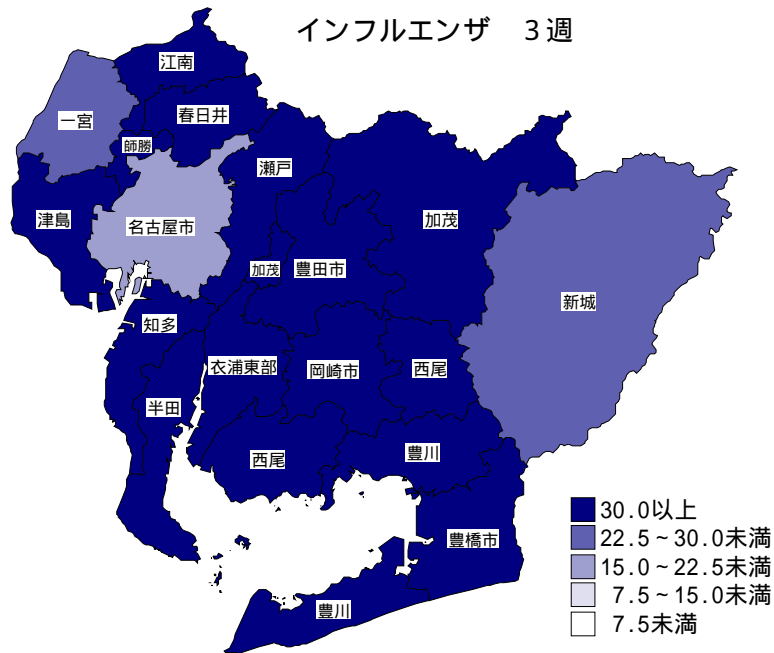 インフルエンザ　３週
江南
一宮
春日井
師勝
瀬戸
津島
名古屋市
加茂
加茂
豊田市
新城
知多
衣浦東部
岡崎市
西尾
半田
西尾
豊川
豊橋市
豊川
30.0以上
22.5～30.0未満
15.0～22.5未満
7.5～15.0未満
7.5未満